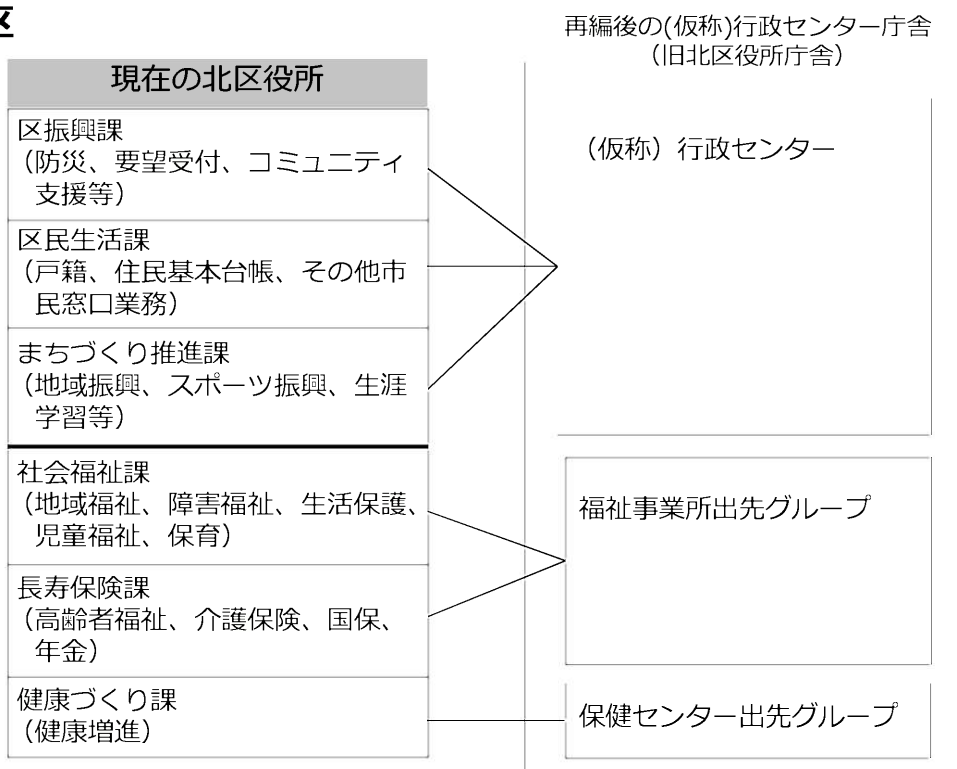 区
再編後の(仮称)行政センター庁舎
（旧北区役所庁舎）
現在の北区役所
区振興課
（防災、要望受付、コミュニティ
支援等）
区民生活課
（戸籍、住民基本台帳、その他市
民窓口業務）
まちづくり推進課
（地域振興、スポーツ振興、生涯
学習等）
社会福祉課
（地域福祉、障害福祉、生活保護、
児童福祉、保育）
長寿保険課
（高齢者福祉、介護保険、国保、
年金）
健康づくり課
（健康増進）
（仮称）行政センター
福祉事業所出先グループ
保健センター出先グループ